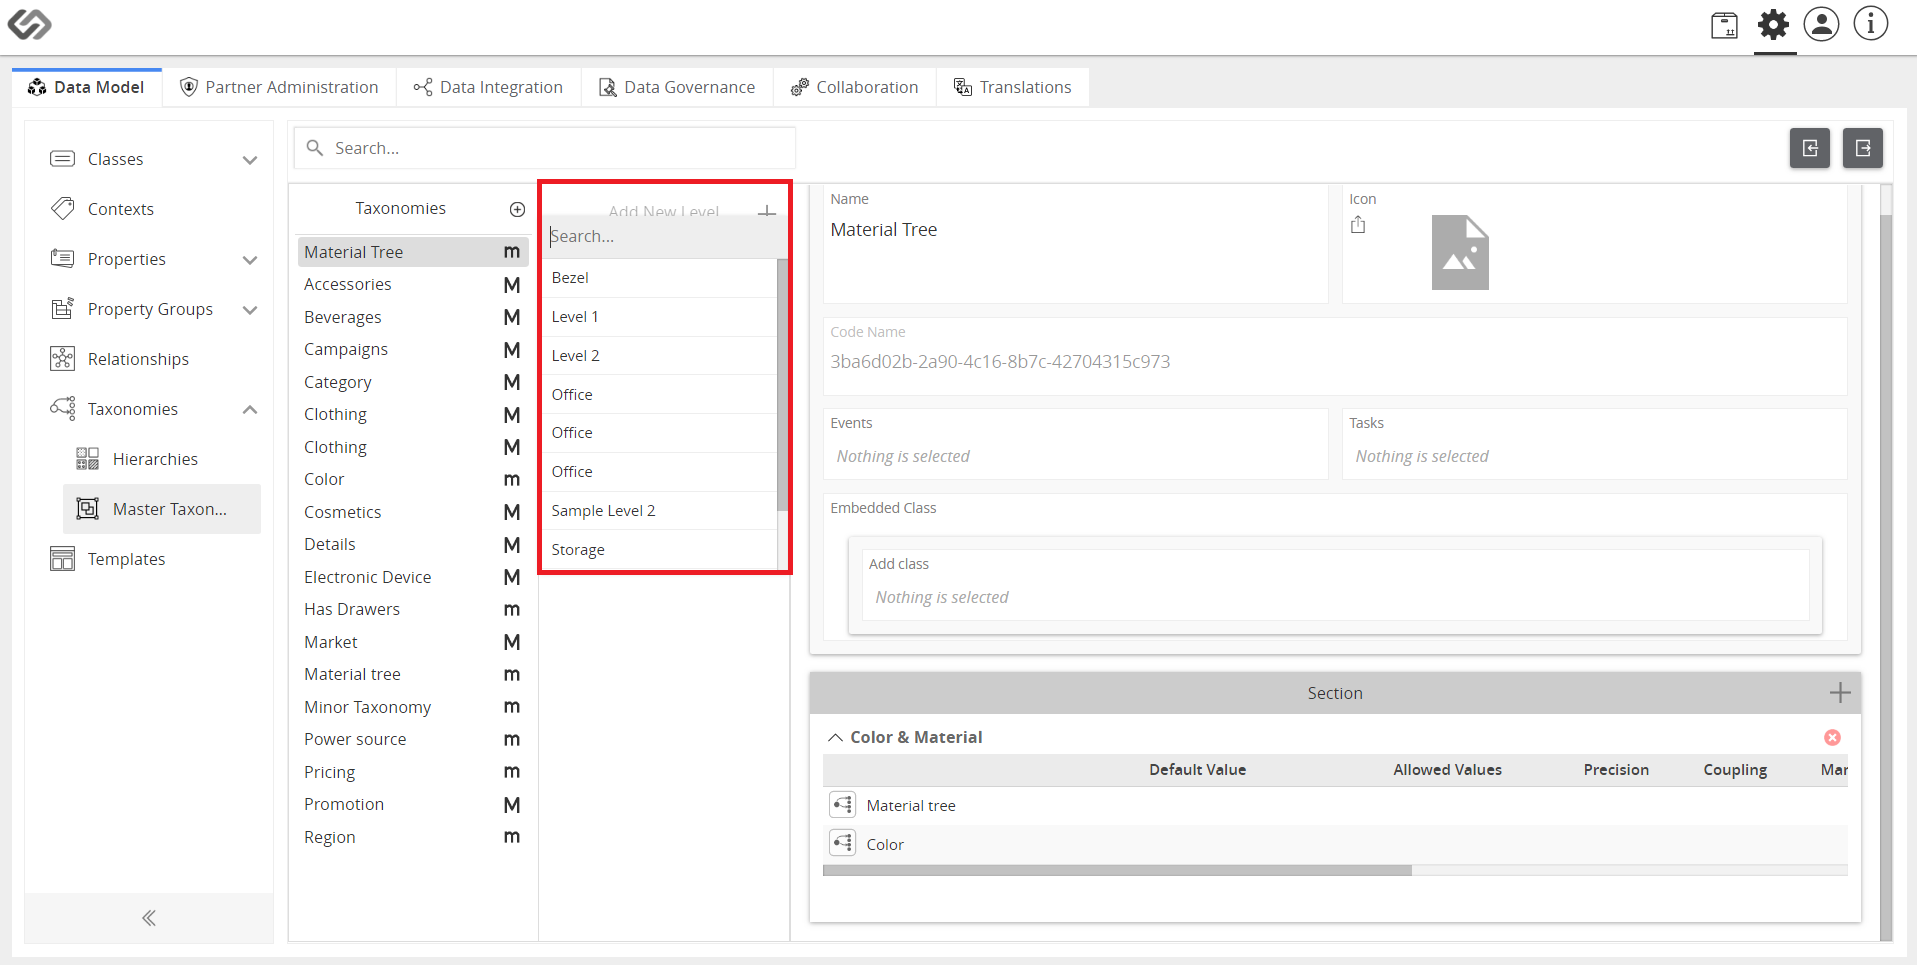 Data Model
Partner Administration
Data Integration
Data Governance
Collaboration
Translations
Classes
Contexts
Properties
Property Groups
Relationships
Taxonomies
Hierarchies
Master Taxon...
Templates
Search...
Taxonomies
Material Tree m
Accessories M
Beverages M
Campaigns M
Category M
Clothing M
Clothing M
Color m
Cosmetics M
Details M
Electronic Device M
Has Drawers m
Market M
Material tree m
Minor Taxonomy m
Power source m
Pricing m
Promotion M
Region m
Add New Level
Search...
Bezel
Level 1
Level 2
Office
Office
Office
Sample Level 2
Storage
Name
Material Tree
Icon
Code Name
3ba6d02b-2a90-4c16-8b7c-42704315c973
Events
Nothing is selected
Tasks
Nothing is selected
Embedded Class
Add class
Nothing is selected
Section
Color & Material
Default Value Allowed Values Precision Coupling Mar
Material tree
Color